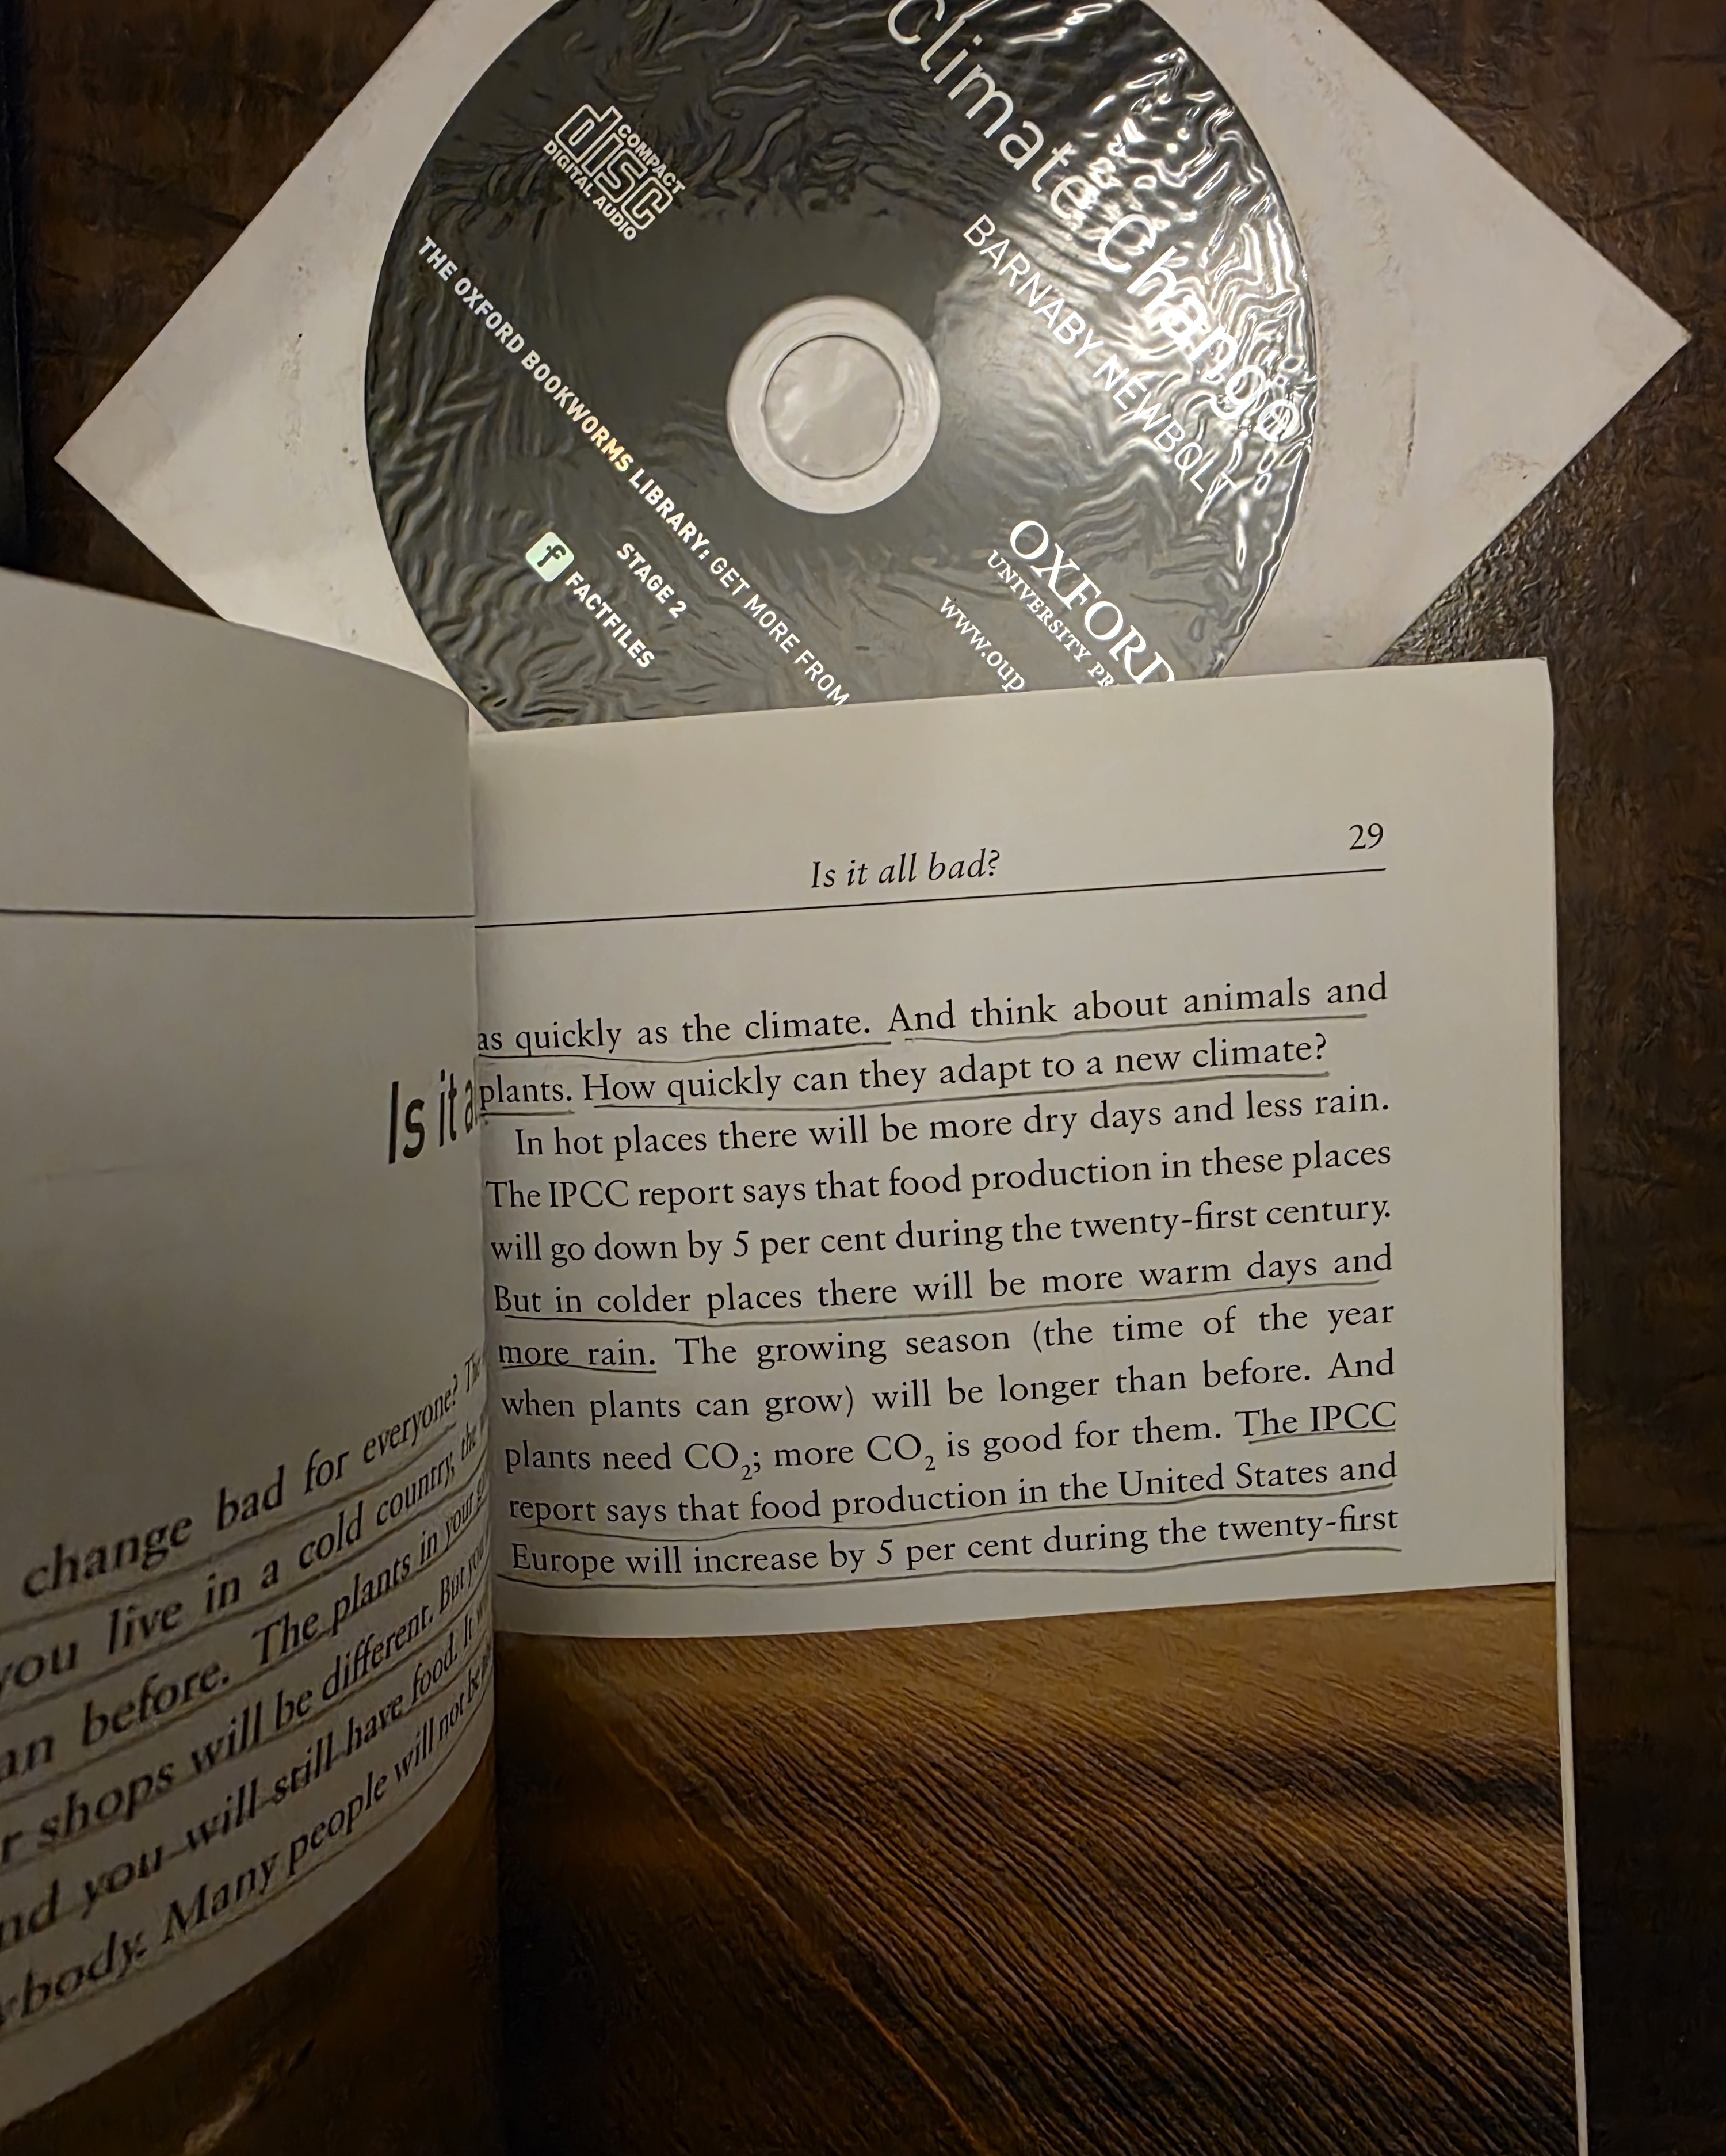 Climate Change
BARNABY NEWBOLT
COMPACT
disc
DIGITAL AUDIO
THE OXFORD BOOKWORMS LIBRARY: GET MORE FROM
STAGE 2
f FACTFILES
OXFORD
UNIVERSITY PR
www.oup
Is it a
change bad for everyone? Th
you live in a cold country, the
an before. The plants in your g
r shops will be different. But you
nd you will still have food. It
body. Many people will not be
Is it all bad?
29
as quickly as the climate. And think about animals and
plants. How quickly can they adapt to a new climate?
In hot places there will be more dry days and less rain.
The IPCC report says that food production in these places
will go down by 5 per cent during the twenty-first century.
But in colder places there will be more warm days and
more rain. The growing season (the time of the year
when plants can grow) will be longer than before. And
plants need CO₂; more CO₂ is good for them. The IPCC
report says that food production in the United States and
Europe will increase by 5 per cent during the twenty-first